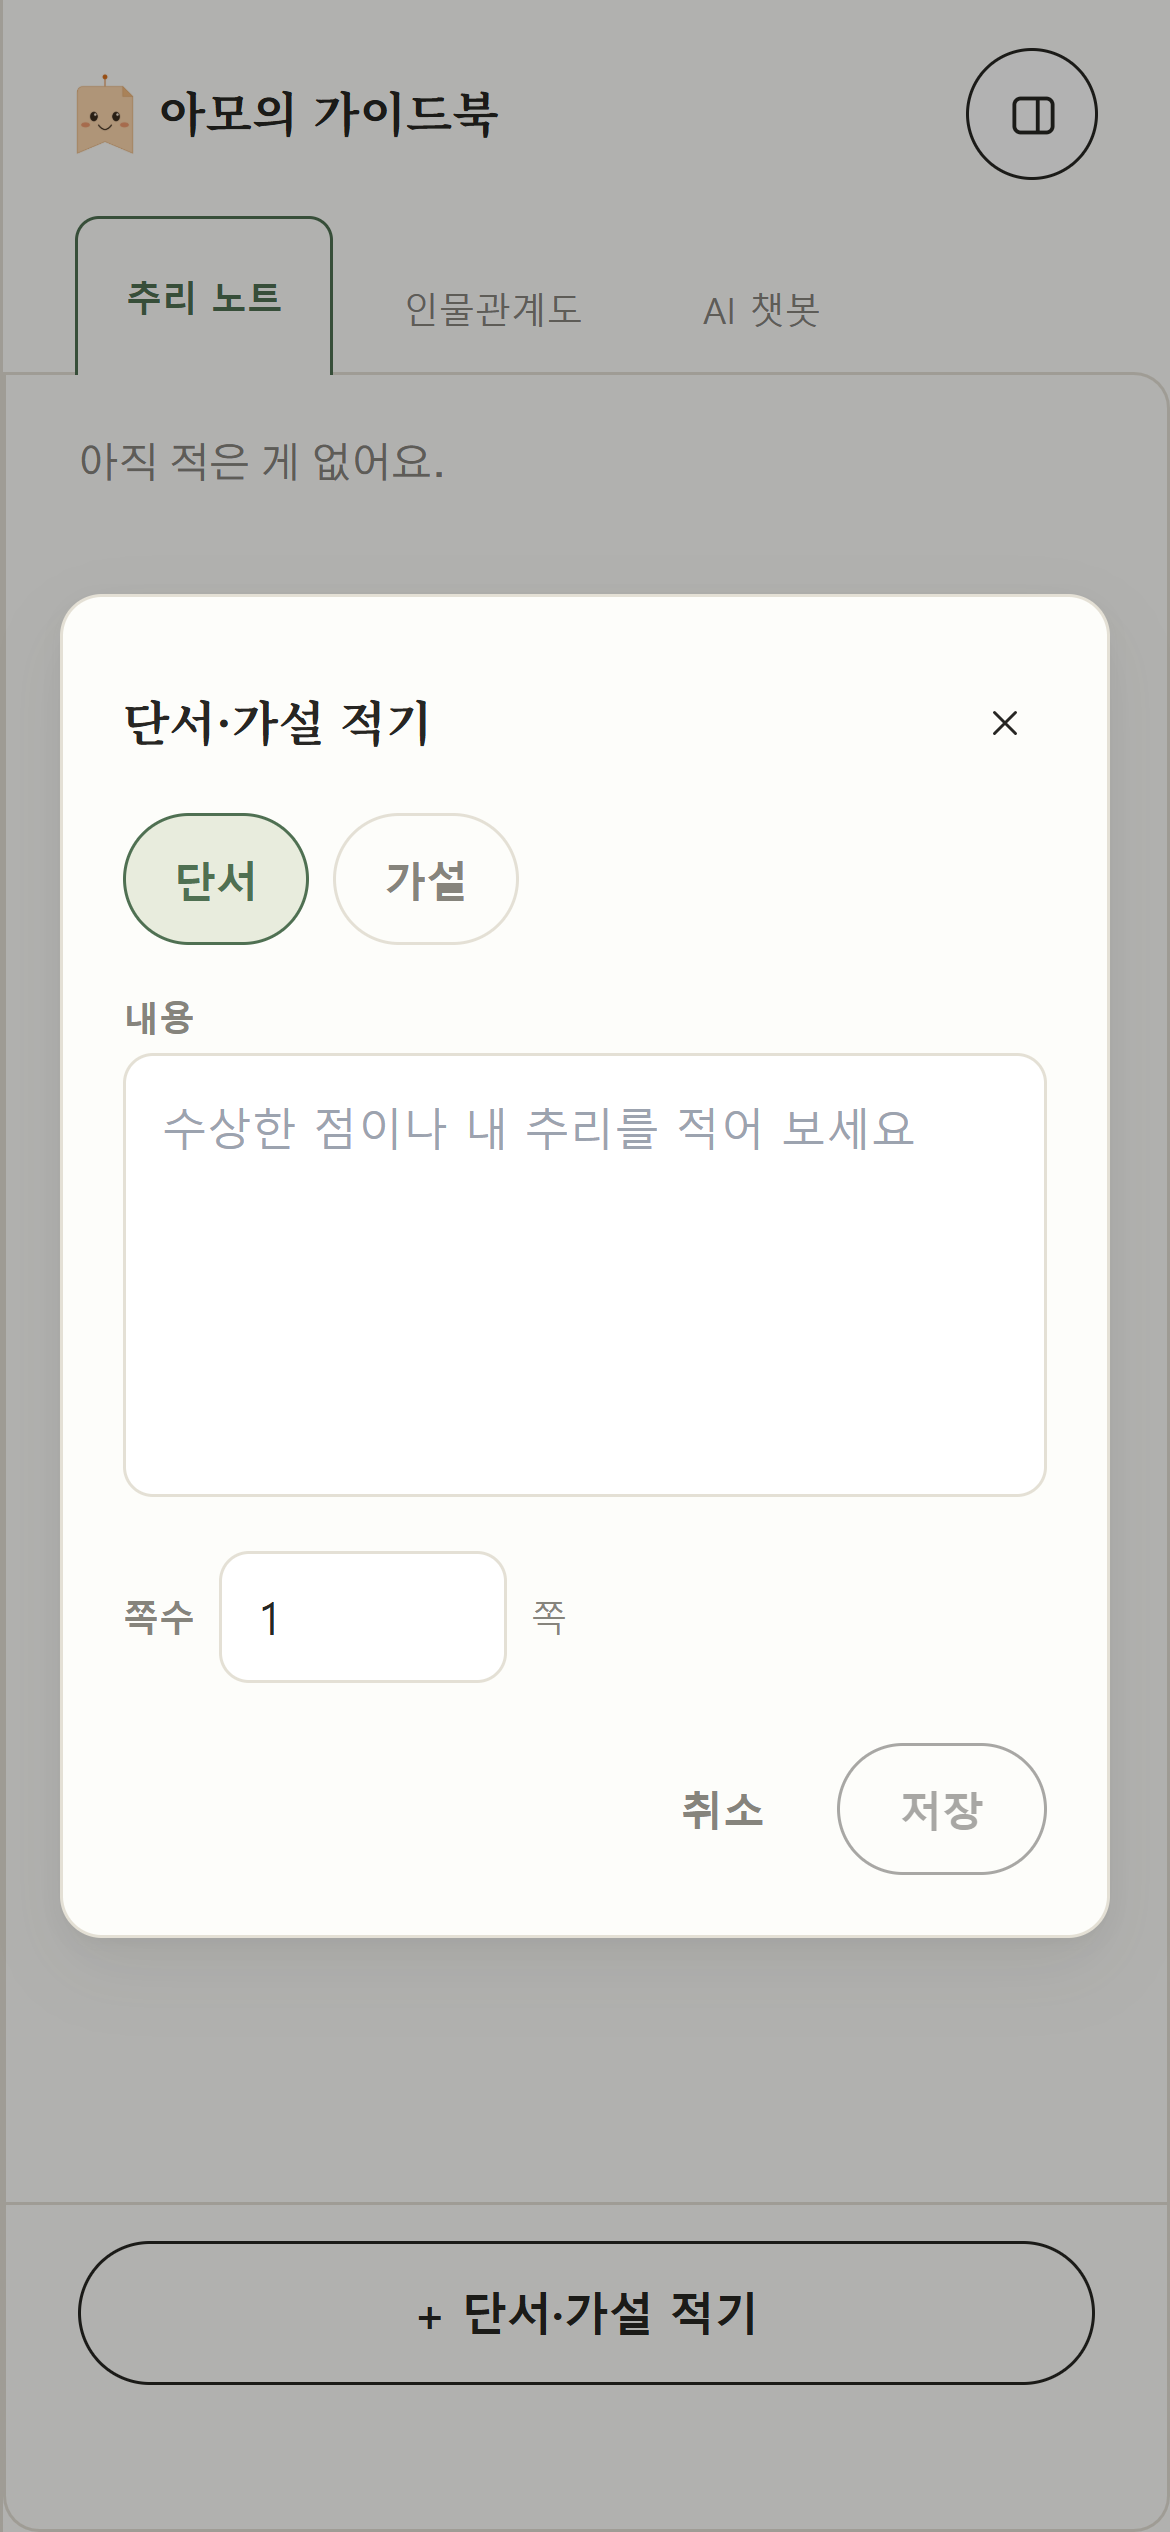 아모의 가이드북
추리 노트
인물관계도
AI 챗봇
아직 적은 게 없어요.
단서·가설 적기
단서
가설
내용
수상한 점이나 내 추리를 적어 보세요
쪽수 1 쪽
취소
저장
+ 단서·가설 적기